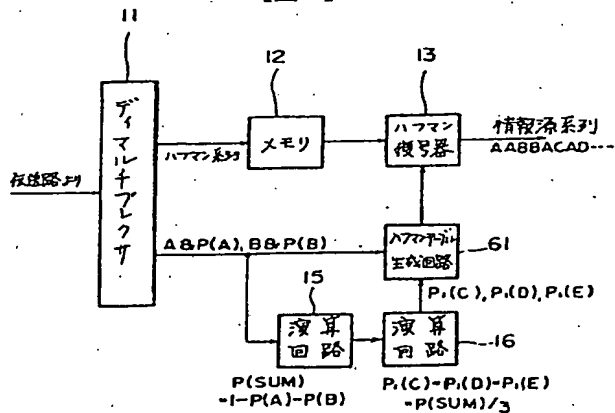 11
12
13
ディマルチプレクサ
ハフマン系列
メモリ
ハフマン
復号器
情報源系列
AABBACAD---
伝送路より
A&P(A), B&P(B)
ハフマンテーブル
生成回路
61
P₁(C), P₁(D), P₁(E)
15
演算
回路
演算
回路
16
P(SUM)
=1-P(A)-P(B)
P₁(C)=P₁(D)=P₁(E)
=P(SUM)/3